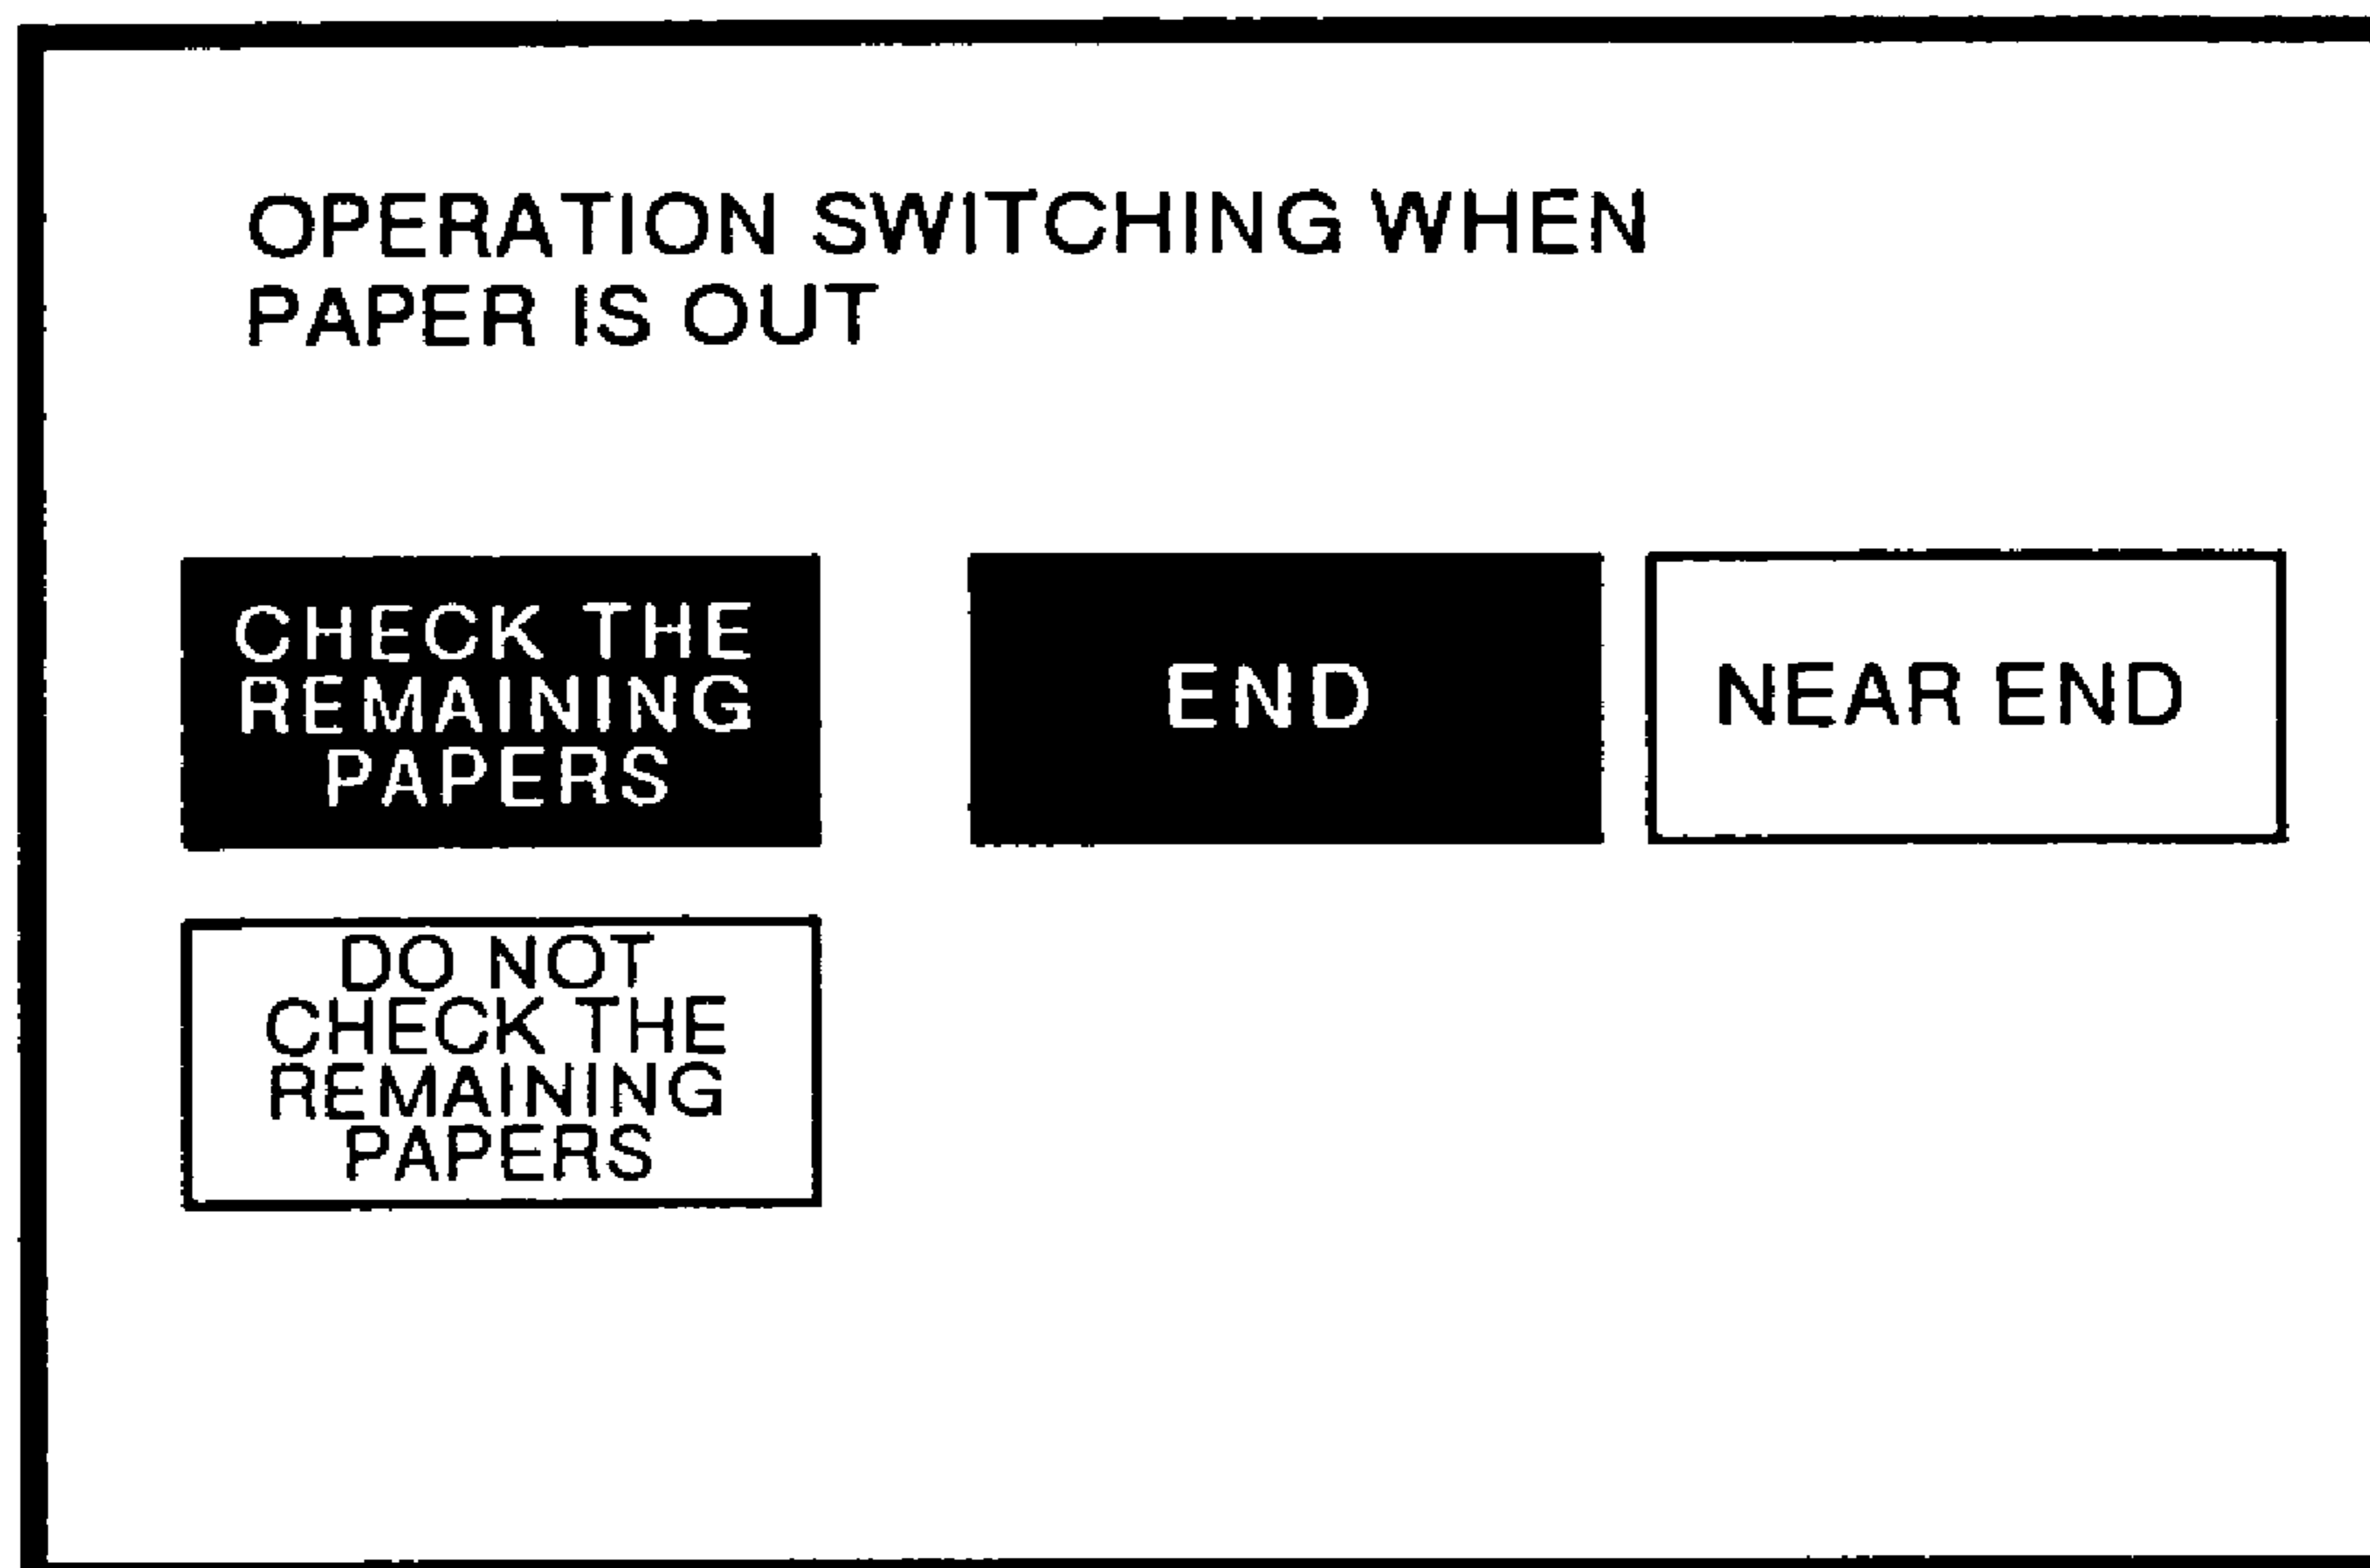 OPERATION SWITCHING WHEN
PAPER IS OUT
CHECK THE
REMAINING
PAPERS
END
NEAR END
DO NOT
CHECK THE
REMAINING
PAPERS